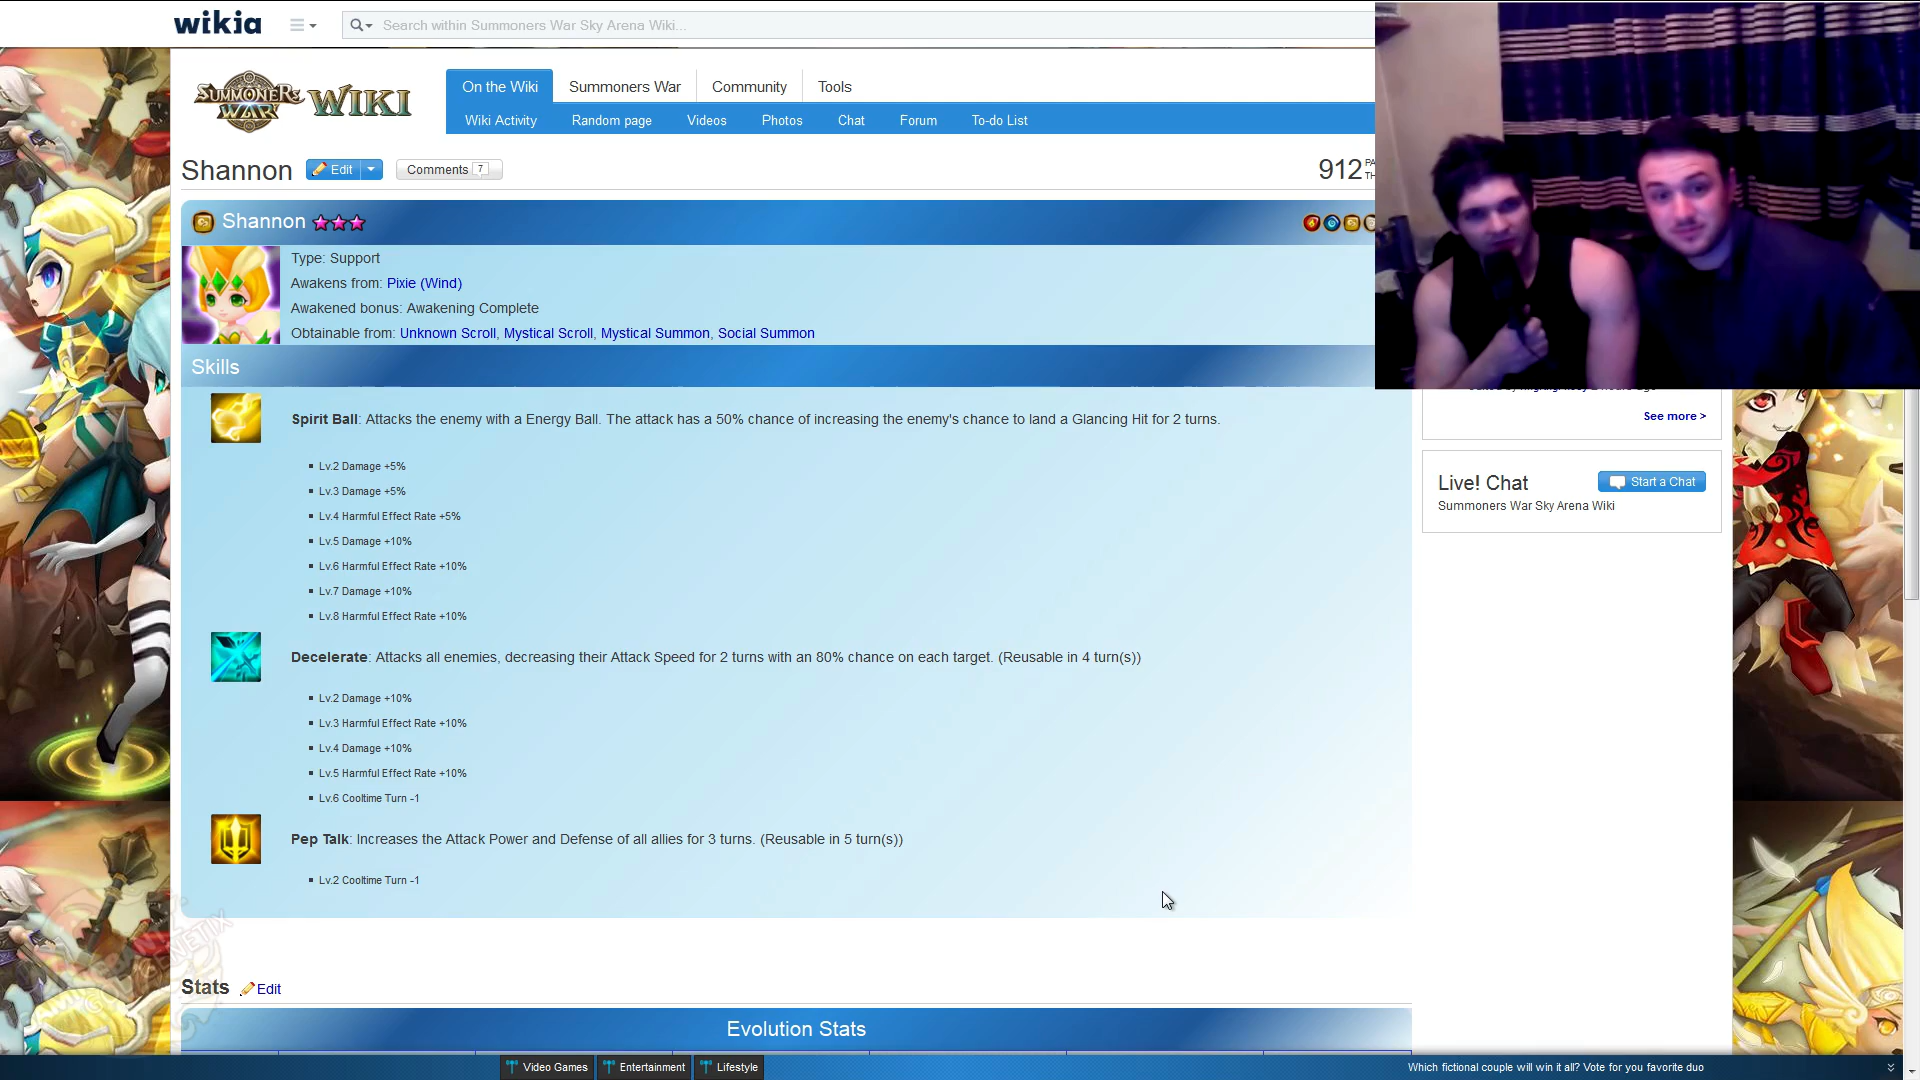 wikia
Search within Summoners War Sky Arena Wiki...
SUMMONERS WAR WIKI
On the Wiki Summoners War Community Tools
Wiki Activity Random page Videos Photos Chat Forum To-do List
Shannon Edit Comments 7 912
Shannon
Type: Support
Awakens from: Pixie (Wind)
Awakened bonus: Awakening Complete
Obtainable from: Unknown Scroll, Mystical Scroll, Mystical Summon, Social Summon
Skills
Spirit Ball: Attacks the enemy with a Energy Ball. The attack has a 50% chance of increasing the enemy's chance to land a Glancing Hit for 2 turns.
Lv.2 Damage +5%
Lv.3 Damage +5%
Lv.4 Harmful Effect Rate +5%
Lv.5 Damage +10%
Lv.6 Harmful Effect Rate +10%
Lv.7 Damage +10%
Lv.8 Harmful Effect Rate +10%
Decelerate: Attacks all enemies, decreasing their Attack Speed for 2 turns with an 80% chance on each target. (Reusable in 4 turn(s))
Lv.2 Damage +10%
Lv.3 Harmful Effect Rate +10%
Lv.4 Damage +10%
Lv.5 Harmful Effect Rate +10%
Lv.6 Cooltime Turn -1
Pep Talk: Increases the Attack Power and Defense of all allies for 3 turns. (Reusable in 5 turn(s))
Lv.2 Cooltime Turn -1
See more >
Live! Chat Start a Chat
Summoners War Sky Arena Wiki
Stats Edit
Evolution Stats
Video Games Entertainment Lifestyle
Which fictional couple will win it all? Vote for you favorite duo